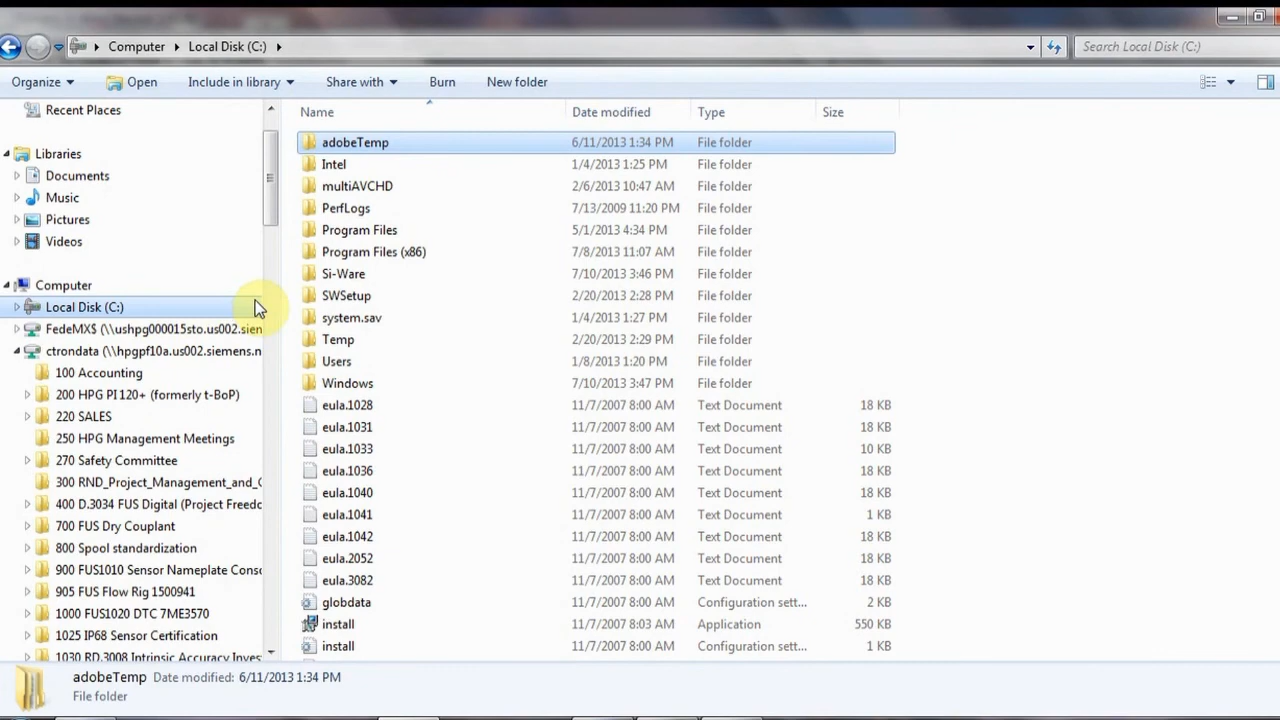 Computer Local Disk (C:) Search Local Disk (C:)
Organize Open Include in library Share with Burn New folder
Recent Places
Libraries
Documents
Music
Pictures
Videos
Computer
Local Disk (C:)
FedeMX$ (\\ushpg000015sto.us002.sien
ctrondata (\\hpgpf10a.us002.siemens.n
100 Accounting
200 HPG PI120+ (formerly t-BoP)
220 SALES
250 HPG Management Meetings
270 Safety Committee
300 RND_Project_Management_and_C
400 D.3034 FUS Digital (Project Freedc
700 FUS Dry Couplant
800 Spool standardization
900 FUS1010 Sensor Nameplate Consc
905 FUS Flow Rig 1500941
1000 FUS1020 DTC 7ME3570
1025 IP68 Sensor Certification
1030 RD.3008 Intrinsic Accuracy Inves
Name Date modified Type Size
adobeTemp 6/11/2013 1:34 PM File folder
Intel 1/4/2013 1:25 PM File folder
multiAVCHD 2/6/2013 10:47 AM File folder
PerfLogs 7/13/2009 11:20 PM File folder
Program Files 5/1/2013 4:34 PM File folder
Program Files (x86) 7/8/2013 11:07 AM File folder
Si-Ware 7/10/2013 3:46 PM File folder
SWSetup 2/20/2013 2:28 PM File folder
system.sav 1/4/2013 1:27 PM File folder
Temp 2/20/2013 2:29 PM File folder
Users 1/8/2013 1:20 PM File folder
Windows 7/10/2013 3:47 PM File folder
eula.1028 11/7/2007 8:00 AM Text Document 18 KB
eula.1031 11/7/2007 8:00 AM Text Document 18 KB
eula.1033 11/7/2007 8:00 AM Text Document 10 KB
eula.1036 11/7/2007 8:00 AM Text Document 18 KB
eula.1040 11/7/2007 8:00 AM Text Document 18 KB
eula.1041 11/7/2007 8:00 AM Text Document 1 KB
eula.1042 11/7/2007 8:00 AM Text Document 18 KB
eula.2052 11/7/2007 8:00 AM Text Document 18 KB
eula.3082 11/7/2007 8:00 AM Text Document 18 KB
globdata 11/7/2007 8:00 AM Configuration sett... 2 KB
install 11/7/2007 8:03 AM Application 550 KB
install 11/7/2007 8:00 AM Configuration sett... 1 KB
adobeTemp Date modified: 6/11/2013 1:34 PM
File folder